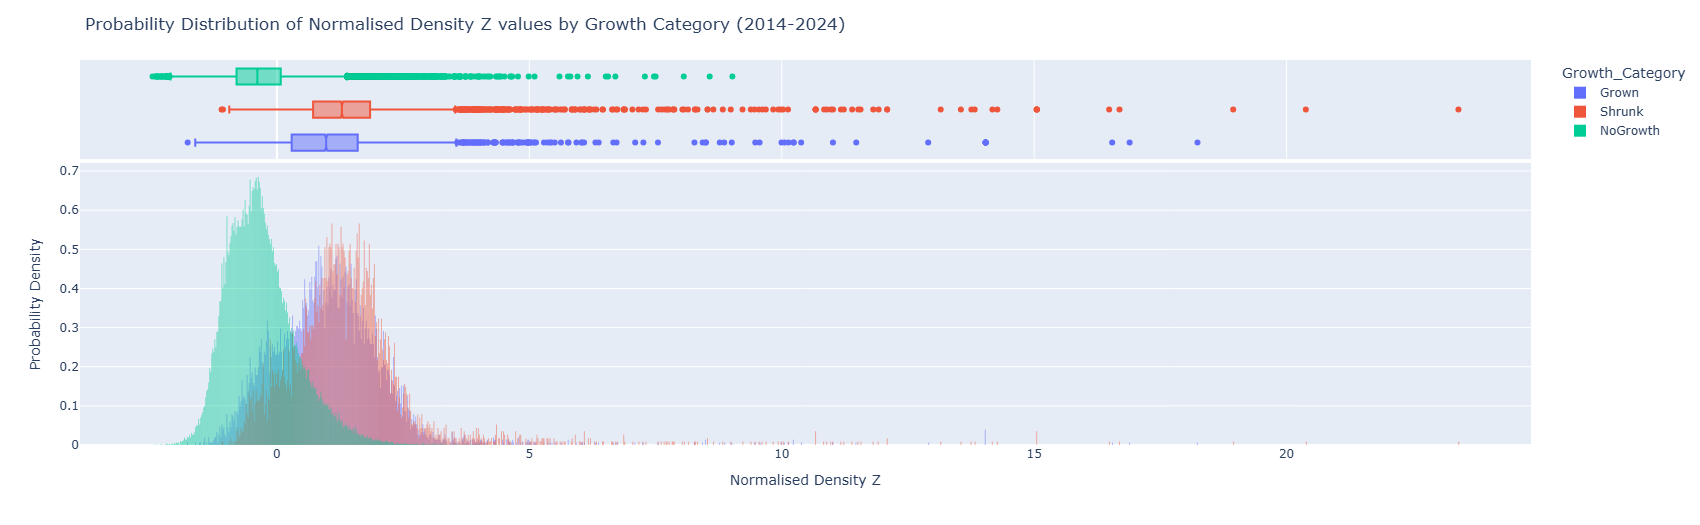 Probability Distribution of Normalised Density Z values by Growth Category (2014-2024)
Growth_Category
Grown
Shrunk
NoGrowth
0.7
0.6
0.5
0.4
0.3
0.2
0.1
0
Probability Density
0 5 10 15 20
Normalised Density Z